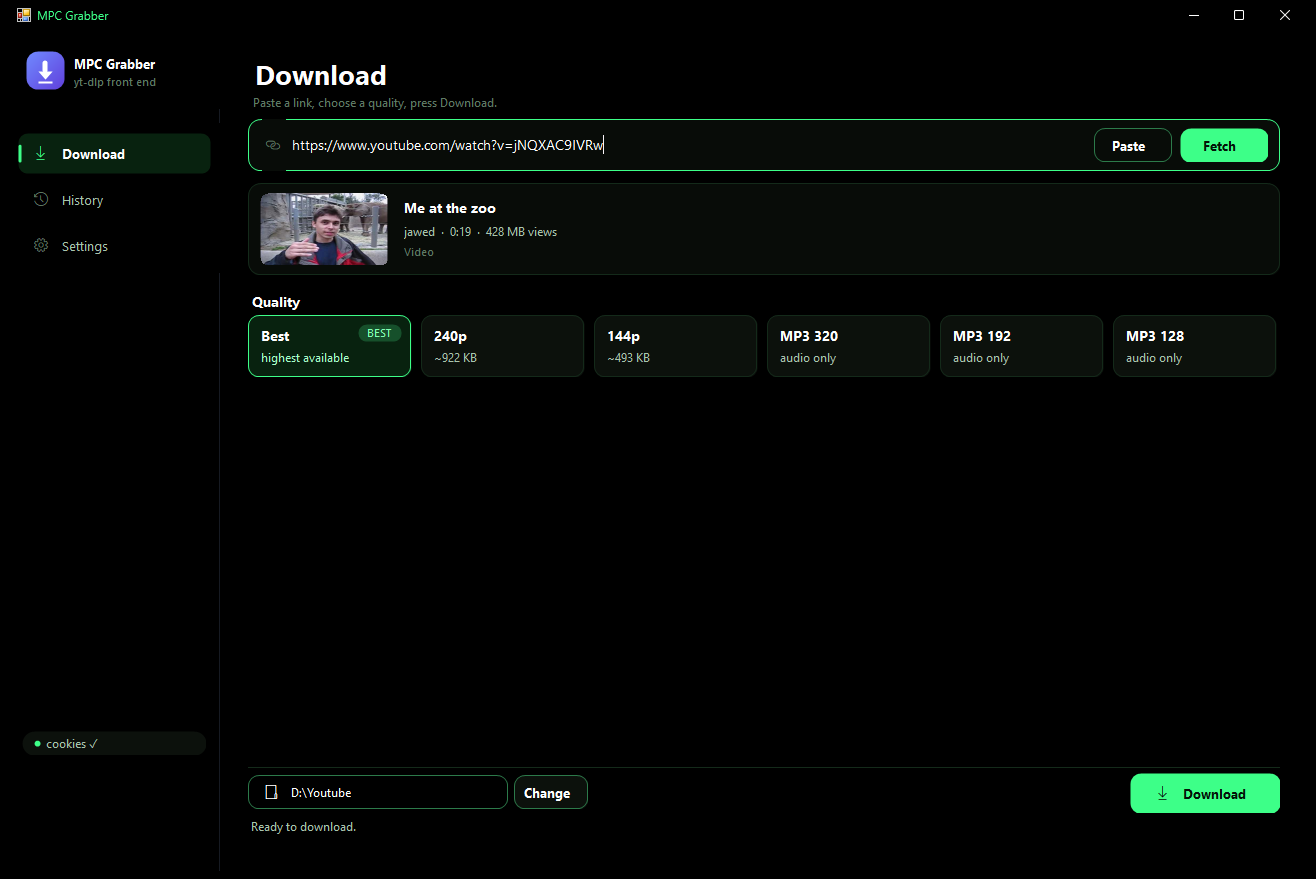 MPC Grabber
MPC Grabber
yt-dlp front end
Download
History
Settings
cookies ✓
Download
Paste a link, choose a quality, press Download.
https://www.youtube.com/watch?v=jNQXAC9IVRw
Paste
Fetch
Me at the zoo
jawed · 0:19 · 428 MB views
Video
Quality
Best
BEST
highest available
240p
~922 KB
144p
~493 KB
MP3 320
audio only
MP3 192
audio only
MP3 128
audio only
D:\Youtube
Change
Download
Ready to download.